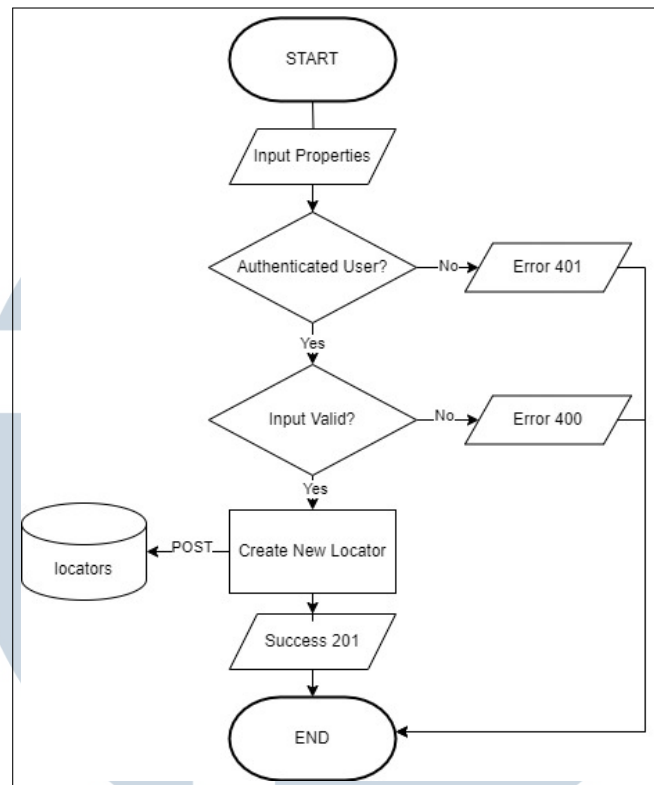 START
Input Properties
Authenticated User?
No
Error 401
Yes
Input Valid?
No
Error 400
Yes
Create New Locator
POST
locators
Success 201
END